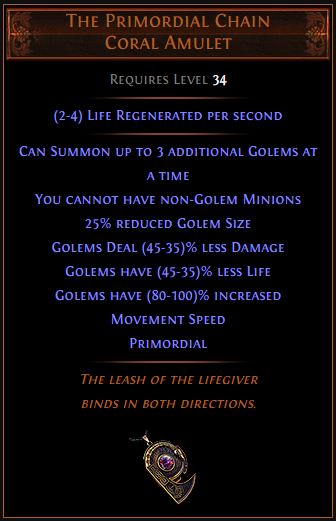 The Primordial Chain
Coral Amulet
Requires Level 34
(2-4) Life Regenerated per second
Can Summon up to 3 additional Golems at
a time
You cannot have non-Golem Minions
25% reduced Golem Size
Golems Deal (45-35)% less Damage
Golems have (45-35)% less Life
Golems have (80-100)% increased
Movement Speed
Primordial
The leash of the lifegiver
binds in both directions.